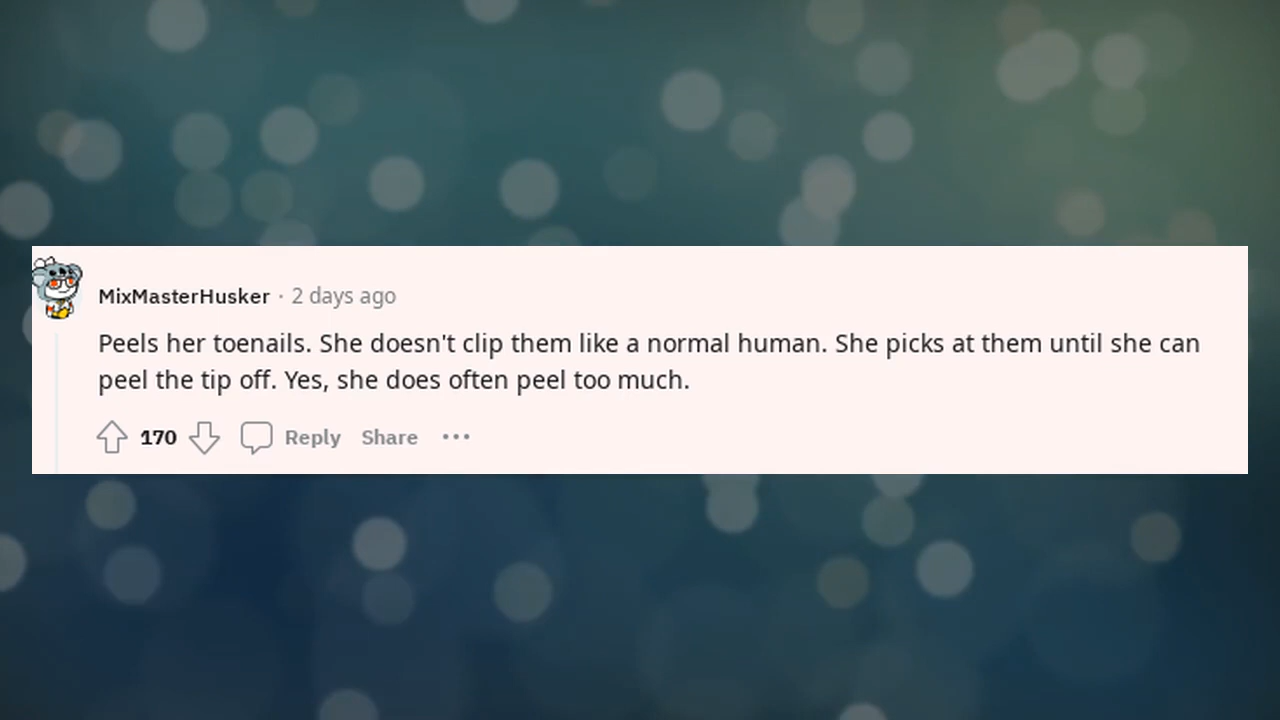 MixMasterHusker · 2 days ago
Peels her toenails. She doesn't clip them like a normal human. She picks at them until she can
peel the tip off. Yes, she does often peel too much.
170 Reply Share ···